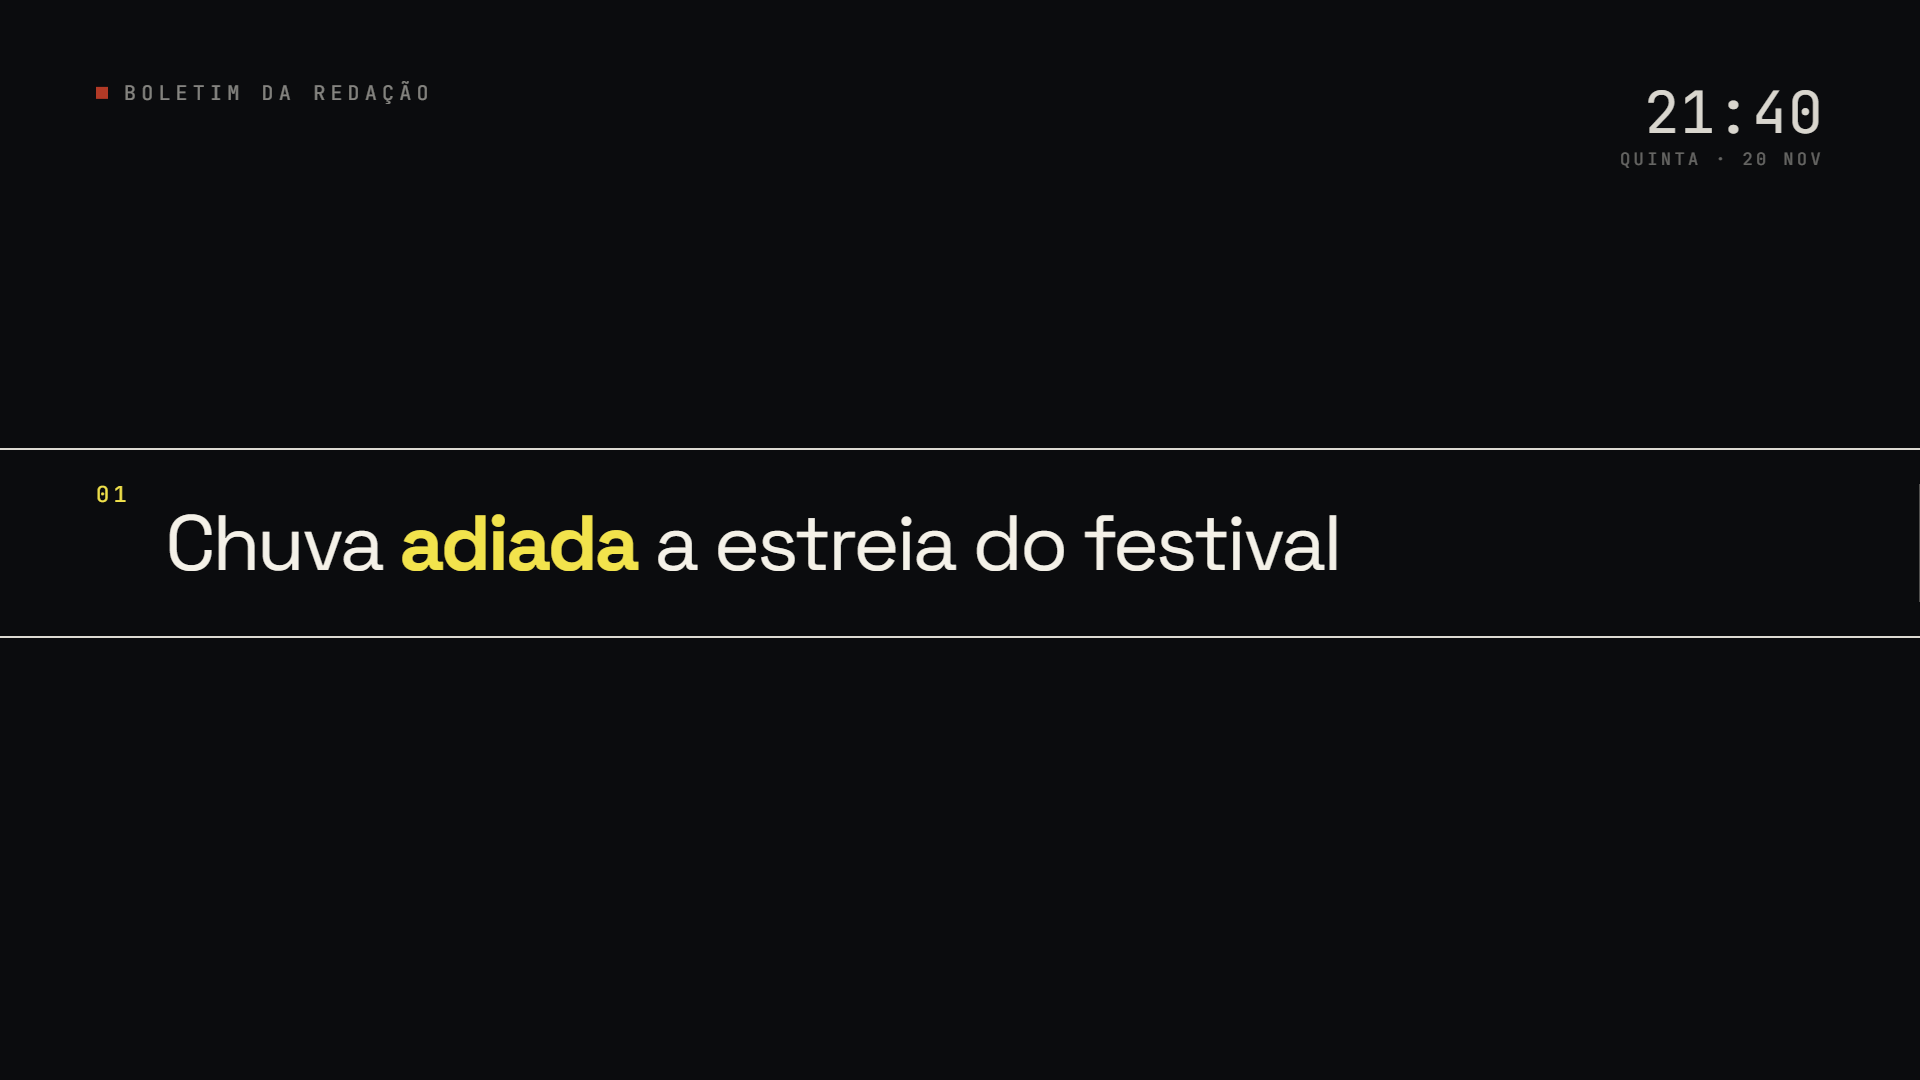 BOLETIM DA REDAÇÃO
21:40
QUINTA · 20 NOV
01
Chuva adiada a estreia do festival